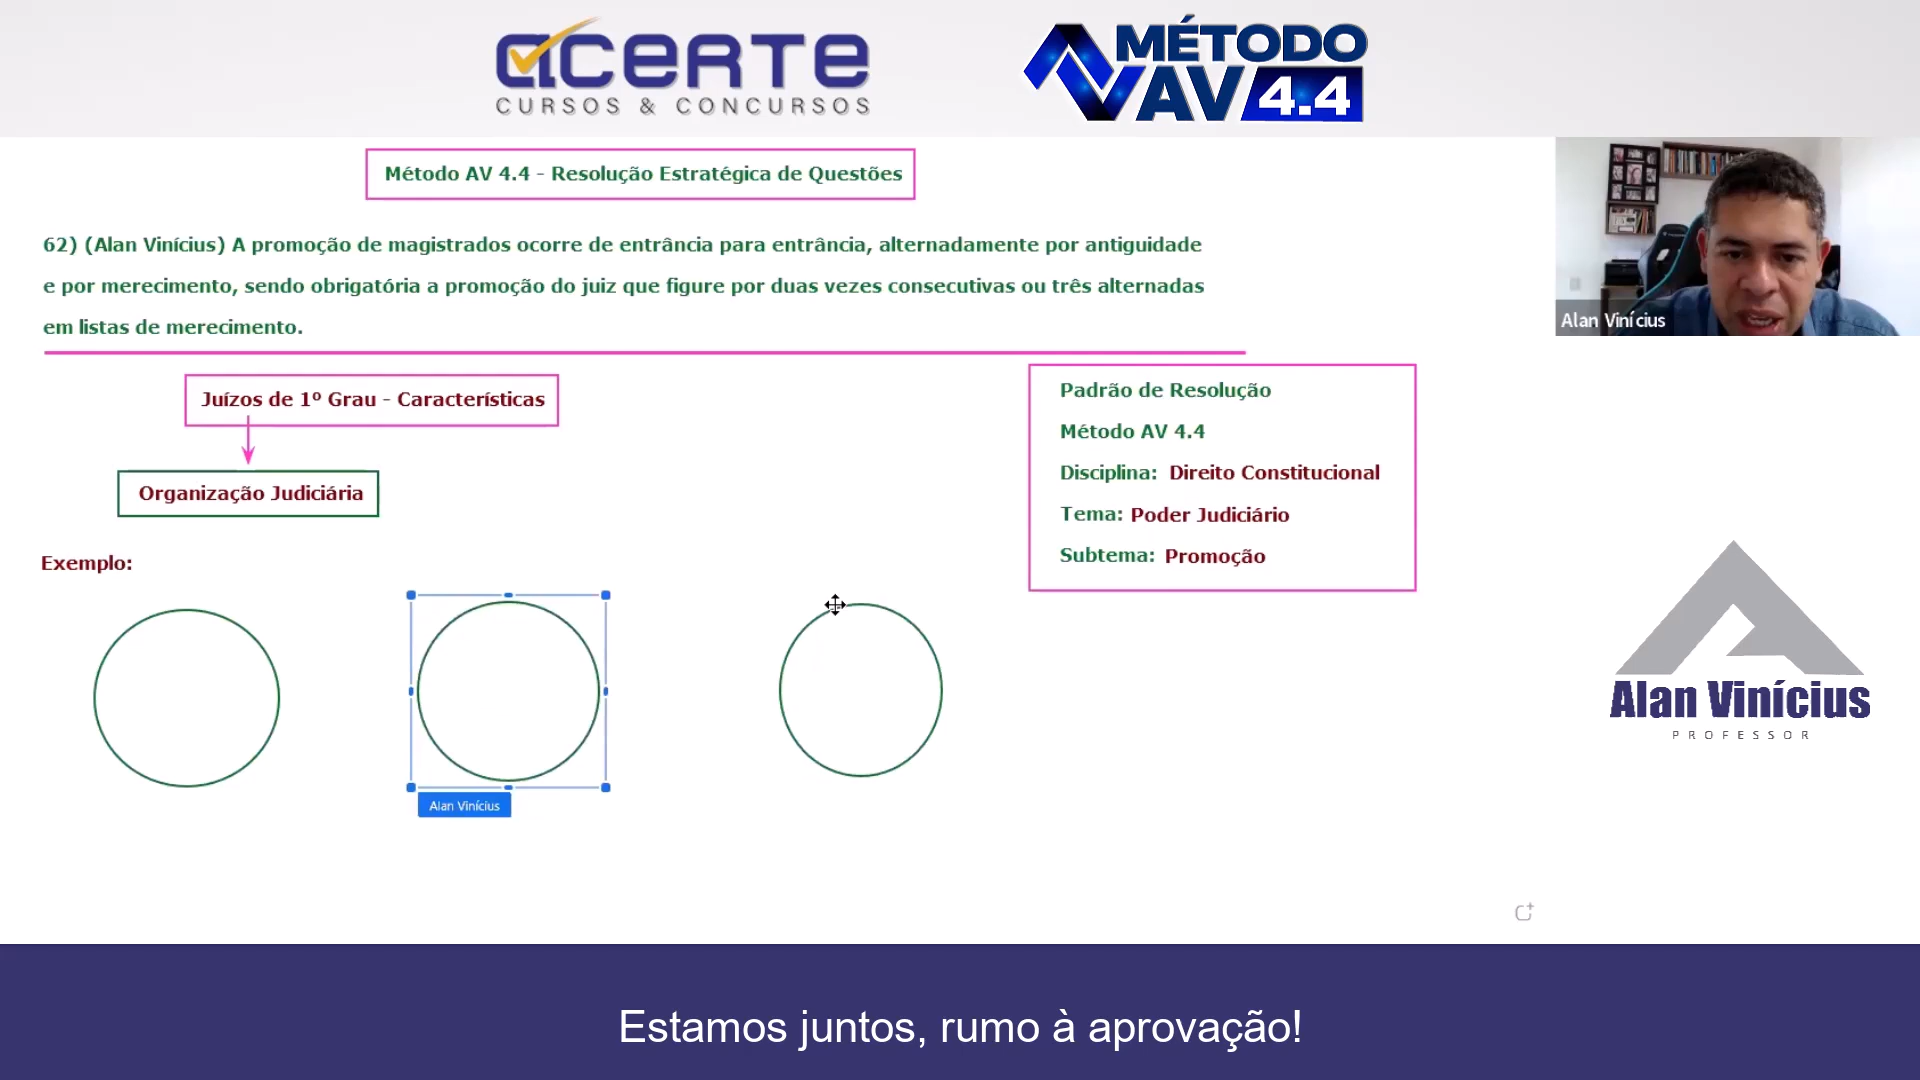 acerte
CURSOS & CONCURSOS
MÉTODO
AV 4.4
Método AV 4.4 - Resolução Estratégica de Questões
62) (Alan Vinícius) A promoção de magistrados ocorre de entrância para entrância, alternadamente por antiguidade
e por merecimento, sendo obrigatória a promoção do juiz que figure por duas vezes consecutivas ou três alternadas
em listas de merecimento.
Alan Vinícius
Juízos de 1º Grau - Características
Organização Judiciária
Exemplo:
Padrão de Resolução
Método AV 4.4
Disciplina: Direito Constitucional
Tema: Poder Judiciário
Subtema: Promoção
Alan Vinícius
Alan Vinícius
PROFESSOR
Estamos juntos, rumo à aprovação!